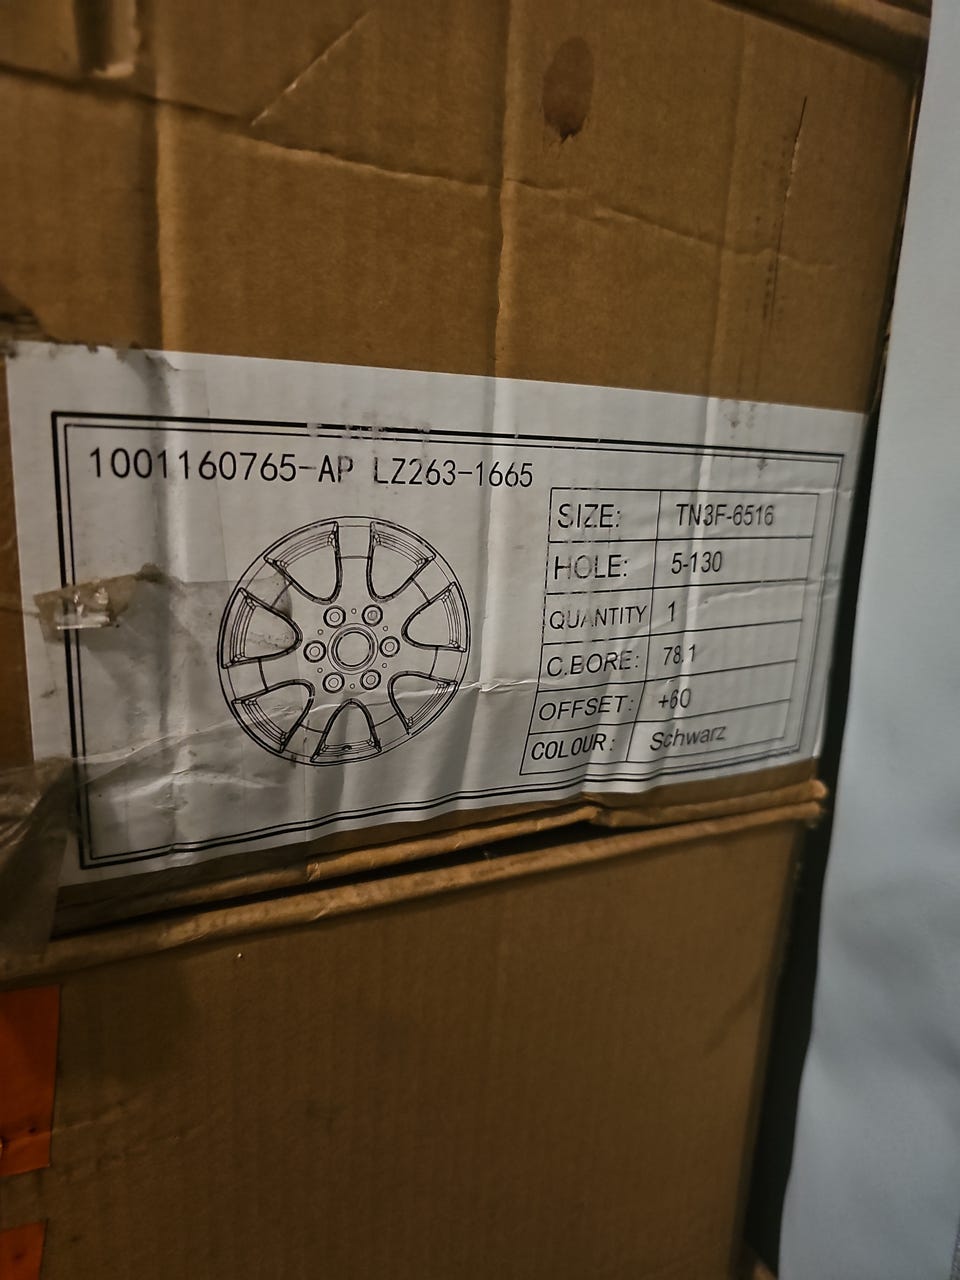 1001160765-AP LZ263-1665
SIZE: TN3F-6516
HOLE: 5-130
QUANTITY 1
C.BORE: 78.1
OFFSET: +60
COLOUR: Schwarz